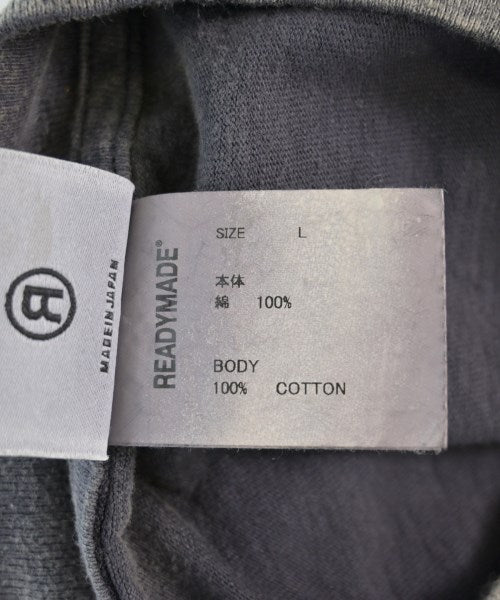 R
MADE IN JAPAN
READYMADE®
SIZE L
本体
綿 100%
BODY
100% COTTON